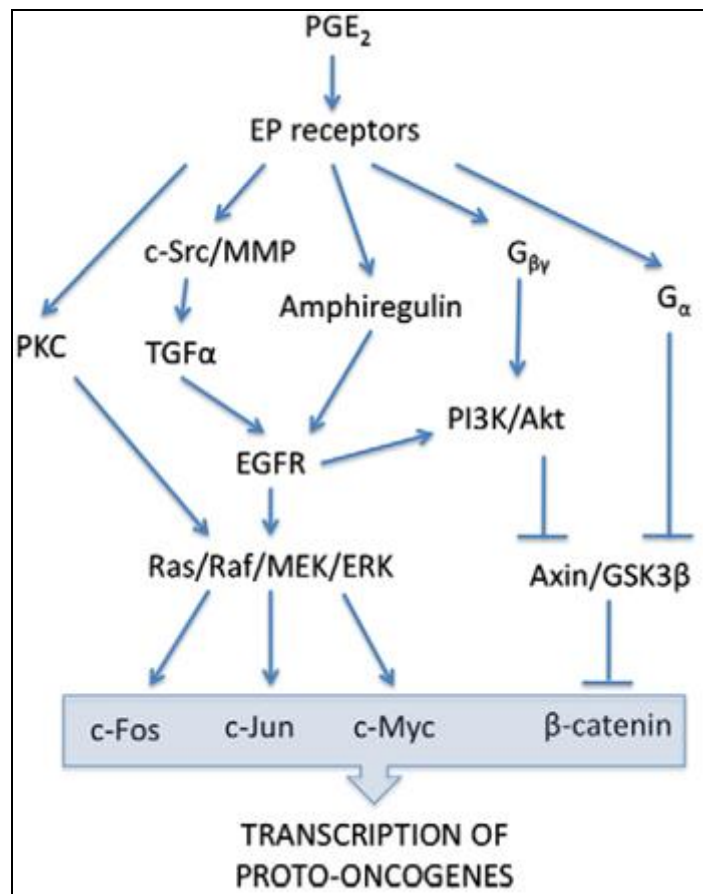 PGE₂
EP receptors
c-Src/MMP
Gβγ
Amphiregulin
Gα
PKC
TGFα
PI3K/Akt
EGFR
Ras/Raf/MEK/ERK
Axin/GSK3β
c-Fos
c-Jun
c-Myc
β-catenin
TRANSCRIPTION OF
PROTO-ONCOGENES